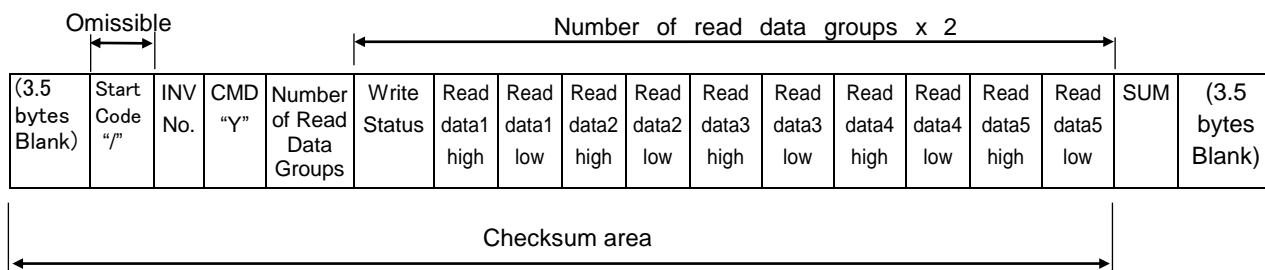 Omissible
Number of read data groups x 2
(3.5 bytes Blank)
Start Code "/"
INV No.
CMD "Y"
Number of Read Data Groups
Write Status
Read data1 high
Read data1 low
Read data2 high
Read data2 low
Read data3 high
Read data3 low
Read data4 high
Read data4 low
Read data5 high
Read data5 low
SUM
(3.5 bytes Blank)
Checksum area